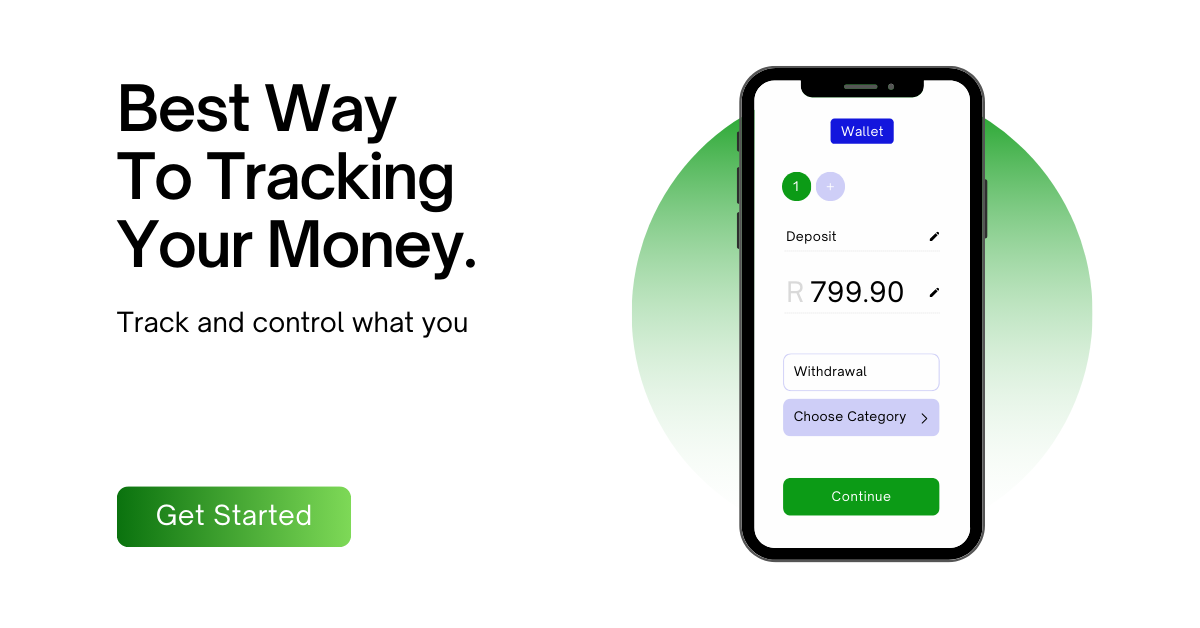 Best Way
To Tracking
Your Money.
Track and control what you
Get Started
Wallet
1 +
Deposit
R 799.90
Withdrawal
Choose Category
Continue